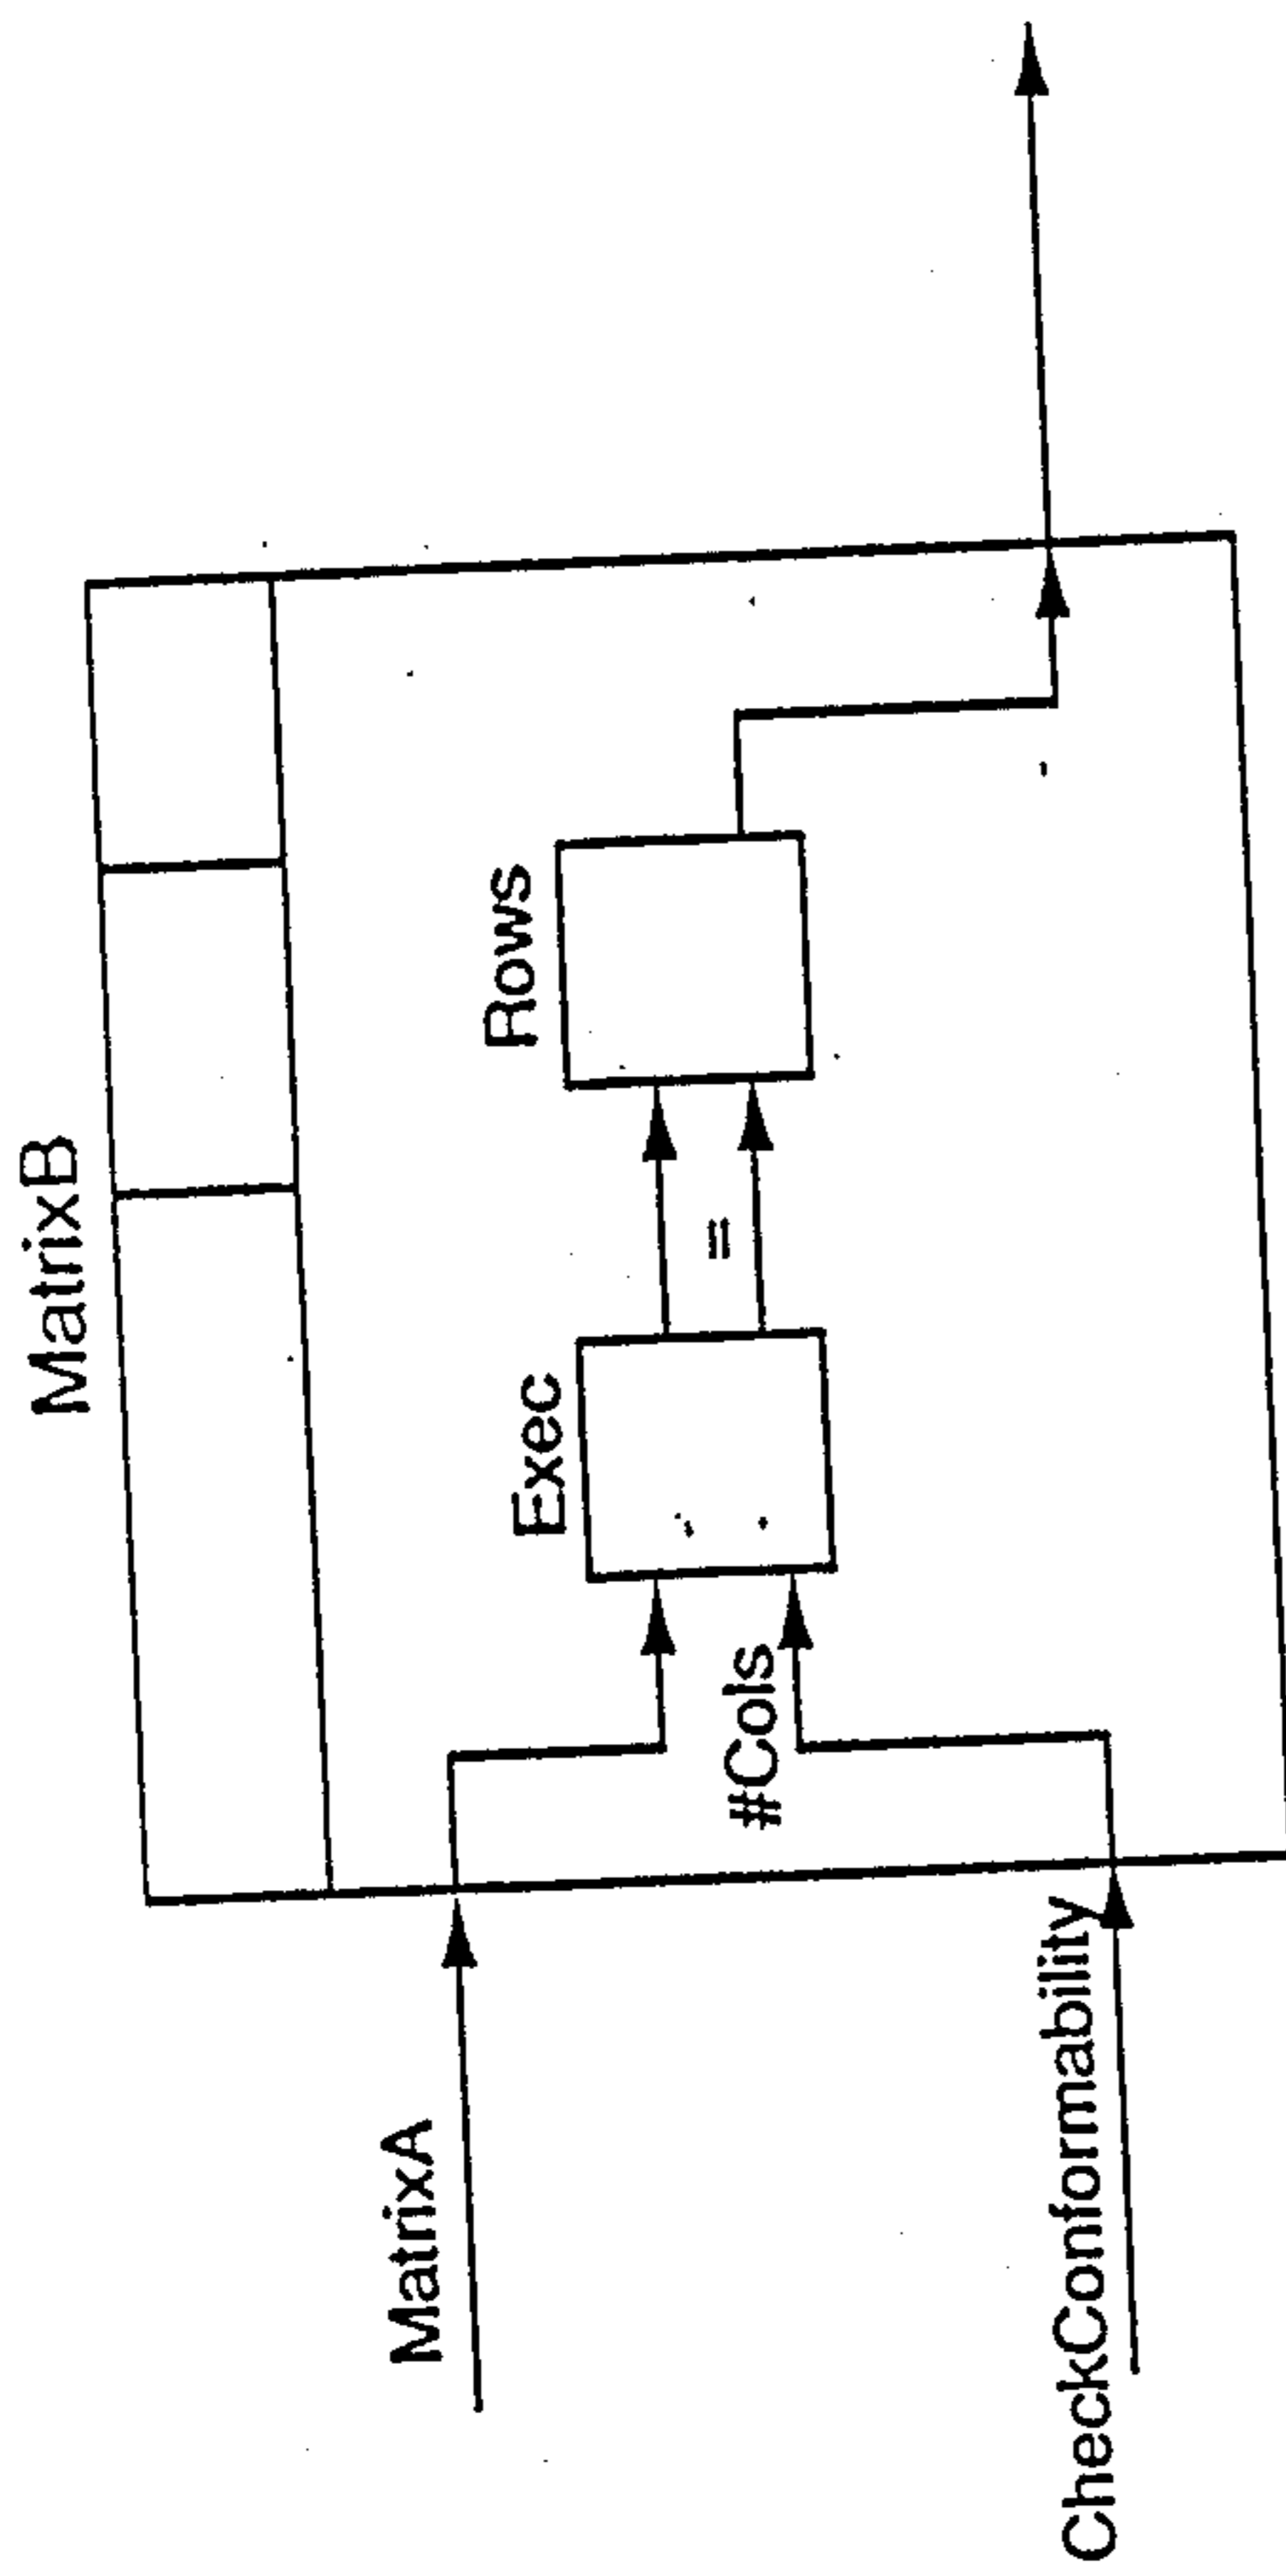 MatrixB
MatrixA
Exec
Rows
=
#Cols
CheckConformability